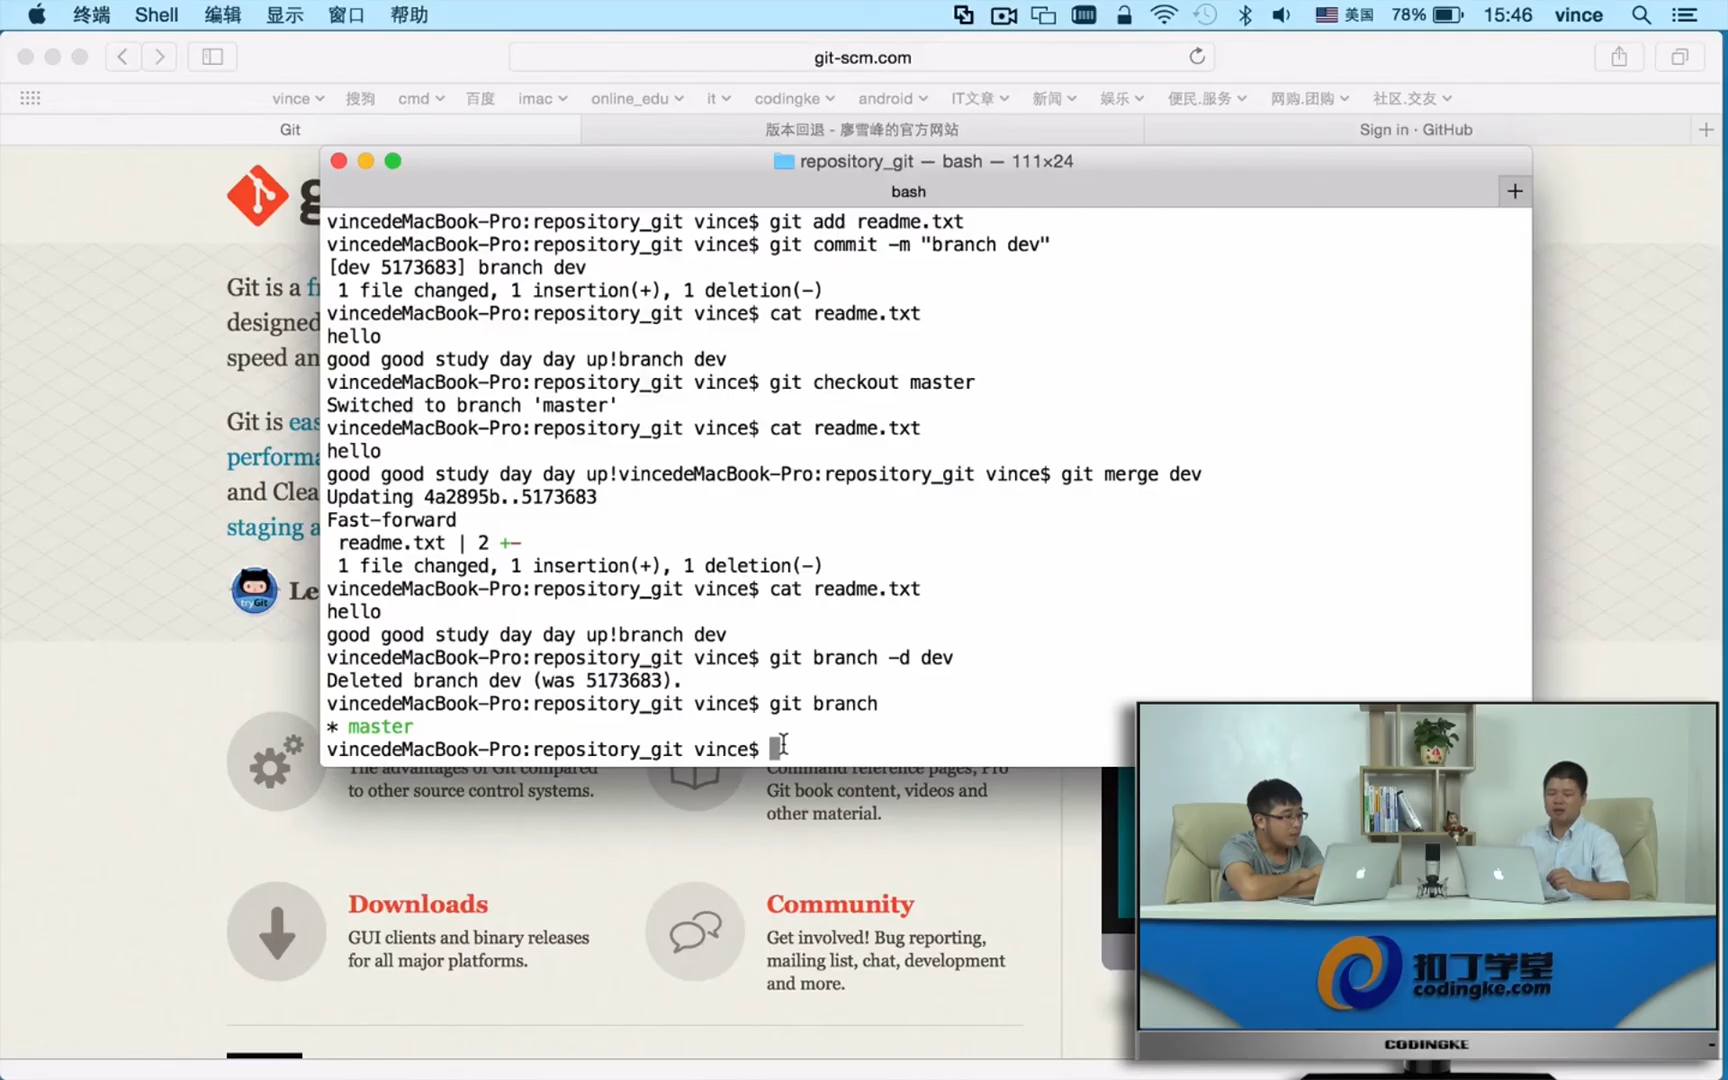 终端 Shell 编辑 显示 窗口 帮助 美国 78% 15:46 vince
git-scm.com
vince 搜狗 cmd 百度 imac online_edu it codingke android IT文章 新闻 娱乐 便民.服务 网购.团购 社区.交友
Git 版本回退 - 廖雪峰的官方网站 Sign in · GitHub
repository_git — bash — 111×24
bash
vincedeMacBook-Pro:repository_git vince$ git add readme.txt
vincedeMacBook-Pro:repository_git vince$ git commit -m "branch dev"
[dev 5173683] branch dev
1 file changed, 1 insertion(+), 1 deletion(-)
vincedeMacBook-Pro:repository_git vince$ cat readme.txt
hello
good good study day day up!branch dev
vincedeMacBook-Pro:repository_git vince$ git checkout master
Switched to branch 'master'
vincedeMacBook-Pro:repository_git vince$ cat readme.txt
hello
good good study day day up!vincedeMacBook-Pro:repository_git vince$ git merge dev
Updating 4a2895b..5173683
Fast-forward
readme.txt | 2 +-
1 file changed, 1 insertion(+), 1 deletion(-)
vincedeMacBook-Pro:repository_git vince$ cat readme.txt
hello
good good study day day up!branch dev
vincedeMacBook-Pro:repository_git vince$ git branch -d dev
Deleted branch dev (was 5173683).
vincedeMacBook-Pro:repository_git vince$ git branch
* master
vincedeMacBook-Pro:repository_git vince$
g
Git is a f
designed
speed an
Git is eas
performa
and Clea
staging a
tryGit
Le
The advantages of Git compared
to other source control systems.
Command reference pages, Pro
Git book content, videos and
other material.
Downloads
GUI clients and binary releases
for all major platforms.
Community
Get involved! Bug reporting,
mailing list, chat, development
and more.
扣丁学堂
codingke.com
CODINGKE